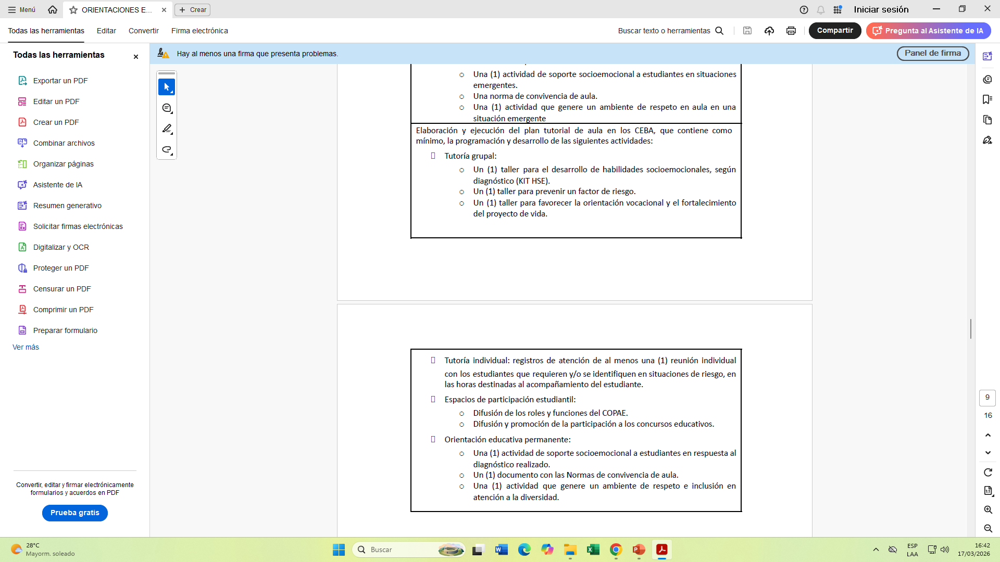 Menú
ORIENTACIONES E...
Crear
Iniciar sesión
Todas las herramientas
Editar
Convertir
Firma electrónica
Buscar texto o herramientas
Compartir
Pregunta al Asistente de IA
Todas las herramientas
Hay al menos una firma que presenta problemas.
Panel de firma
Exportar un PDF
Editar un PDF
Crear un PDF
Combinar archivos
Organizar páginas
Asistente de IA
Resumen generativo
Solicitar firmas electrónicas
Digitalizar y OCR
Proteger un PDF
Censurar un PDF
Comprimir un PDF
Preparar formulario
Ver más
Convertir, editar y firmar electrónicamente
formularios y acuerdos en PDF
Prueba gratis
o Una (1) actividad de soporte socioemocional a estudiantes en situaciones
emergentes.
o Una norma de convivencia de aula.
o Una (1) actividad que genere un ambiente de respeto en aula en una
situación emergente
Elaboración y ejecución del plan tutorial de aula en los CEBA, que contiene como
mínimo, la programación y desarrollo de las siguientes actividades:
Tutoría grupal:
o Un (1) taller para el desarrollo de habilidades socioemocionales, según
diagnóstico (KIT HSE).
o Un (1) taller para prevenir un factor de riesgo.
o Un (1) taller para favorecer la orientación vocacional y el fortalecimiento
del proyecto de vida.
Tutoría individual: registros de atención de al menos una (1) reunión individual
con los estudiantes que requieren y/o se identifiquen en situaciones de riesgo, en
las horas destinadas al acompañamiento del estudiante.
Espacios de participación estudiantil:
o Difusión de los roles y funciones del COPAE.
o Difusión y promoción de la participación a los concursos educativos.
Orientación educativa permanente:
o Una (1) actividad de soporte socioemocional a estudiantes en respuesta al
diagnóstico realizado.
o Un (1) documento con las Normas de convivencia de aula.
o Una (1) actividad que genere un ambiente de respeto e inclusión en
atención a la diversidad.
9
16
28°C
Mayorm. soleado
Buscar
ESP
LAA
16:42
17/03/2026